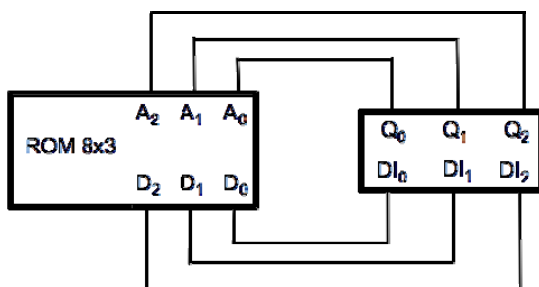 A₂ A₁ A₀
ROM 8x3
D₂ D₁ D₀
Q₀ Q₁ Q₂
DI₀ DI₁ DI₂